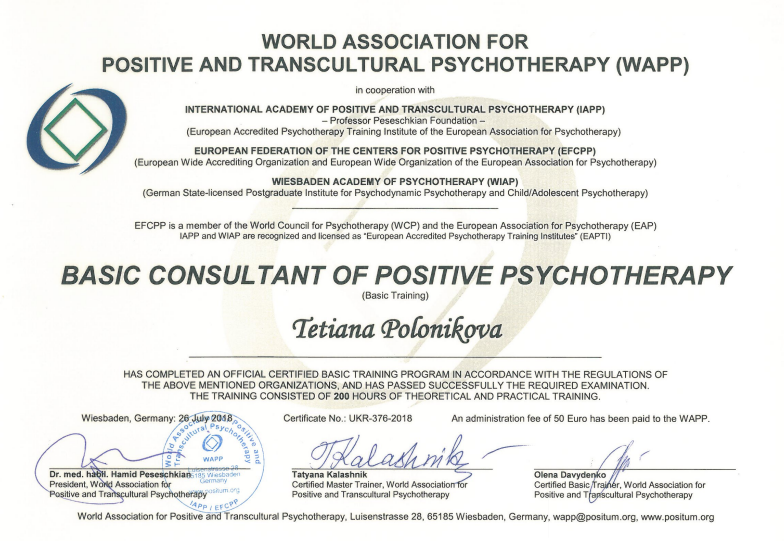 WORLD ASSOCIATION FOR
POSITIVE AND TRANSCULTURAL PSYCHOTHERAPY (WAPP)
in cooperation with
INTERNATIONAL ACADEMY OF POSITIVE AND TRANSCULTURAL PSYCHOTHERAPY (IAPP)
– Professor Peseschkian Foundation –
(European Accredited Psychotherapy Training Institute of the European Association for Psychotherapy)
EUROPEAN FEDERATION OF THE CENTERS FOR POSITIVE PSYCHOTHERAPY (EFCPP)
(European Wide Accrediting Organization and European Wide Organization of the European Association for Psychotherapy)
WIESBADEN ACADEMY OF PSYCHOTHERAPY (WIAP)
(German State-licensed Postgraduate Institute for Psychodynamic Psychotherapy and Child/Adolescent Psychotherapy)
EFCPP is a member of the World Council for Psychotherapy (WCP) and the European Association for Psychotherapy (EAP)
IAPP and WIAP are recognized and licensed as "European Accredited Psychotherapy Training Institutes" (EAPTI)
BASIC CONSULTANT OF POSITIVE PSYCHOTHERAPY
(Basic Training)
Tetiana Polonikova
HAS COMPLETED AN OFFICIAL CERTIFIED BASIC TRAINING PROGRAM IN ACCORDANCE WITH THE REGULATIONS OF
THE ABOVE MENTIONED ORGANIZATIONS, AND HAS PASSED SUCCESSFULLY THE REQUIRED EXAMINATION.
THE TRAINING CONSISTED OF 200 HOURS OF THEORETICAL AND PRACTICAL TRAINING.
Wiesbaden, Germany: 26 July 2018 Certificate No.: UKR-376-2018 An administration fee of 50 Euro has been paid to the WAPP.
World Association for Positive and
Transcultural Psychotherapy
WAPP
Luisenstrasse 28
65185 Wiesbaden
Germany
www.positum.org
IAPP / EFCPP
TKalashnik
Dr. med. habil. Hamid Peseschkian
President, World Association for
Positive and Transcultural Psychotherapy
Tatyana Kalashnik
Certified Master Trainer, World Association for
Positive and Transcultural Psychotherapy
Olena Davydenko
Certified Basic Trainer, World Association for
Positive and Transcultural Psychotherapy
World Association for Positive and Transcultural Psychotherapy, Luisenstrasse 28, 65185 Wiesbaden, Germany, wapp@positum.org, www.positum.org